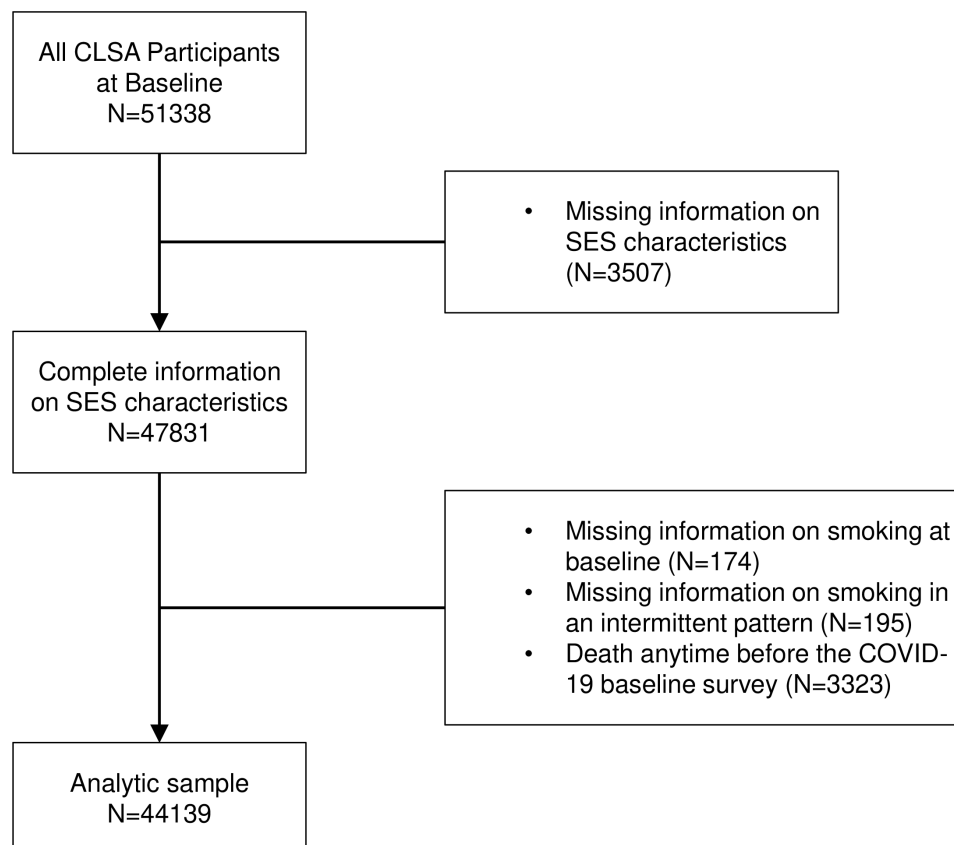 All CLSA Participants
at Baseline
N=51338
• Missing information on
SES characteristics
(N=3507)
Complete information
on SES characteristics
N=47831
• Missing information on smoking at
baseline (N=174)
• Missing information on smoking in
an intermittent pattern (N=195)
• Death anytime before the COVID-
19 baseline survey (N=3323)
Analytic sample
N=44139